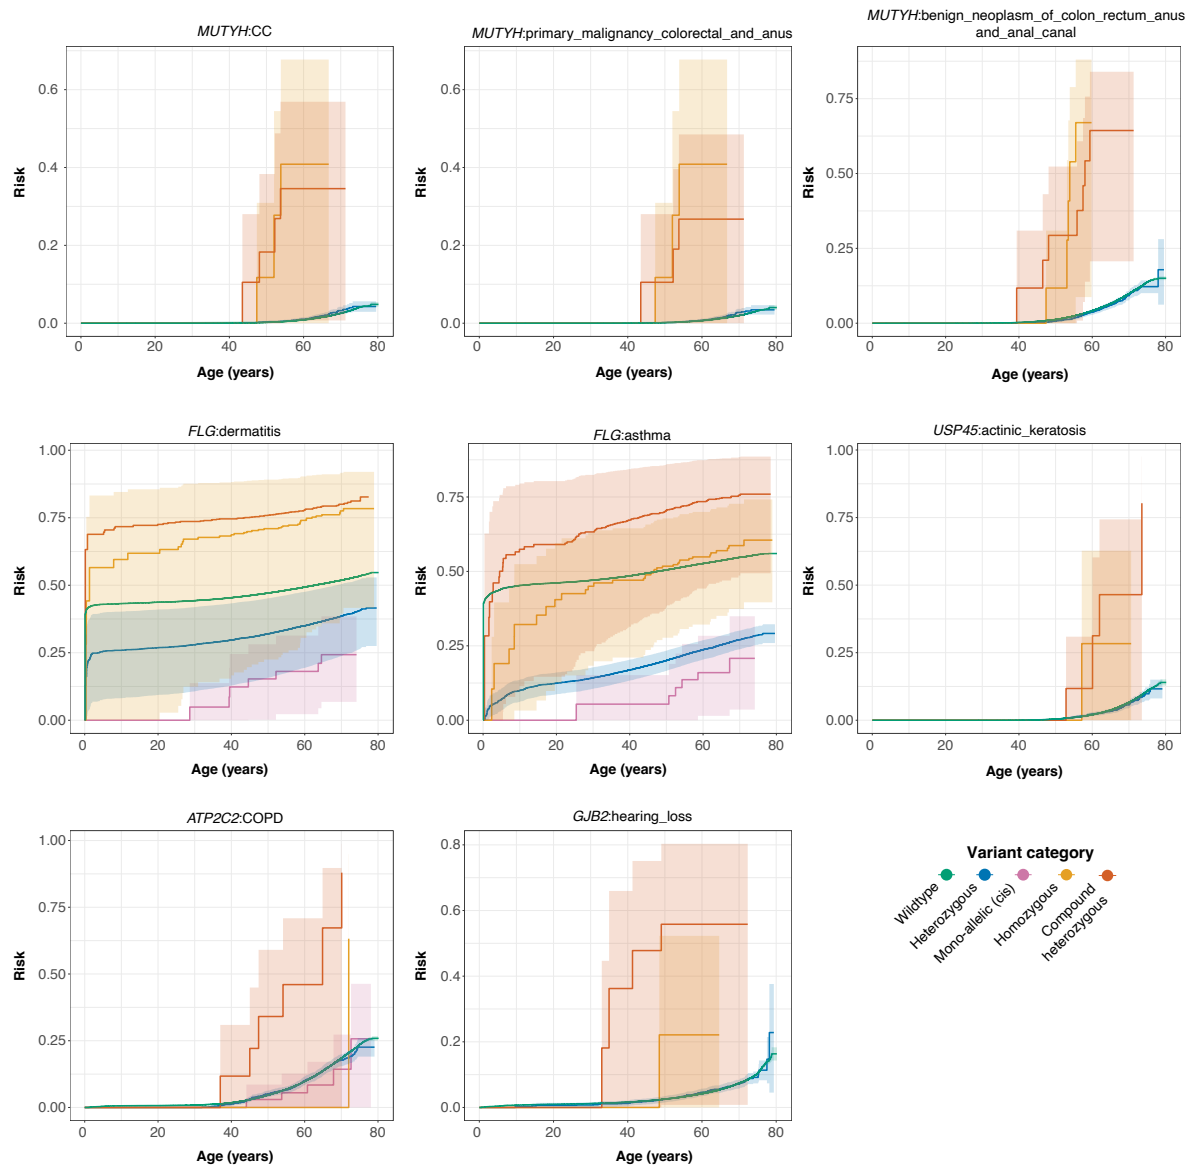 MUTYH:CC
0.6
0.4
0.2
0.0
Risk
0 20 40 60 80
Age (years)
MUTYH:primary_malignancy_colorectal_and_anus
0.6
0.4
0.2
0.0
Risk
0 20 40 60 80
Age (years)
MUTYH:benign_neoplasm_of_colon_rectum_anus
and_anal_canal
0.75
0.50
0.25
0.00
Risk
0 20 40 60 80
Age (years)
FLG:dermatitis
1.00
0.75
0.50
0.25
0.00
Risk
0 20 40 60 80
Age (years)
FLG:asthma
0.75
0.50
0.25
0.00
Risk
0 20 40 60 80
Age (years)
USP45:actinic_keratosis
1.00
0.75
0.50
0.25
0.00
Risk
0 20 40 60 80
Age (years)
ATP2C2:COPD
1.00
0.75
0.50
0.25
0.00
Risk
0 20 40 60 80
Age (years)
GJB2:hearing_loss
0.8
0.6
0.4
0.2
0.0
Risk
0 20 40 60 80
Age (years)
Variant category
Wildtype
Heterozygous
Mono-allelic (cis)
Homozygous
Compound
heterozygous